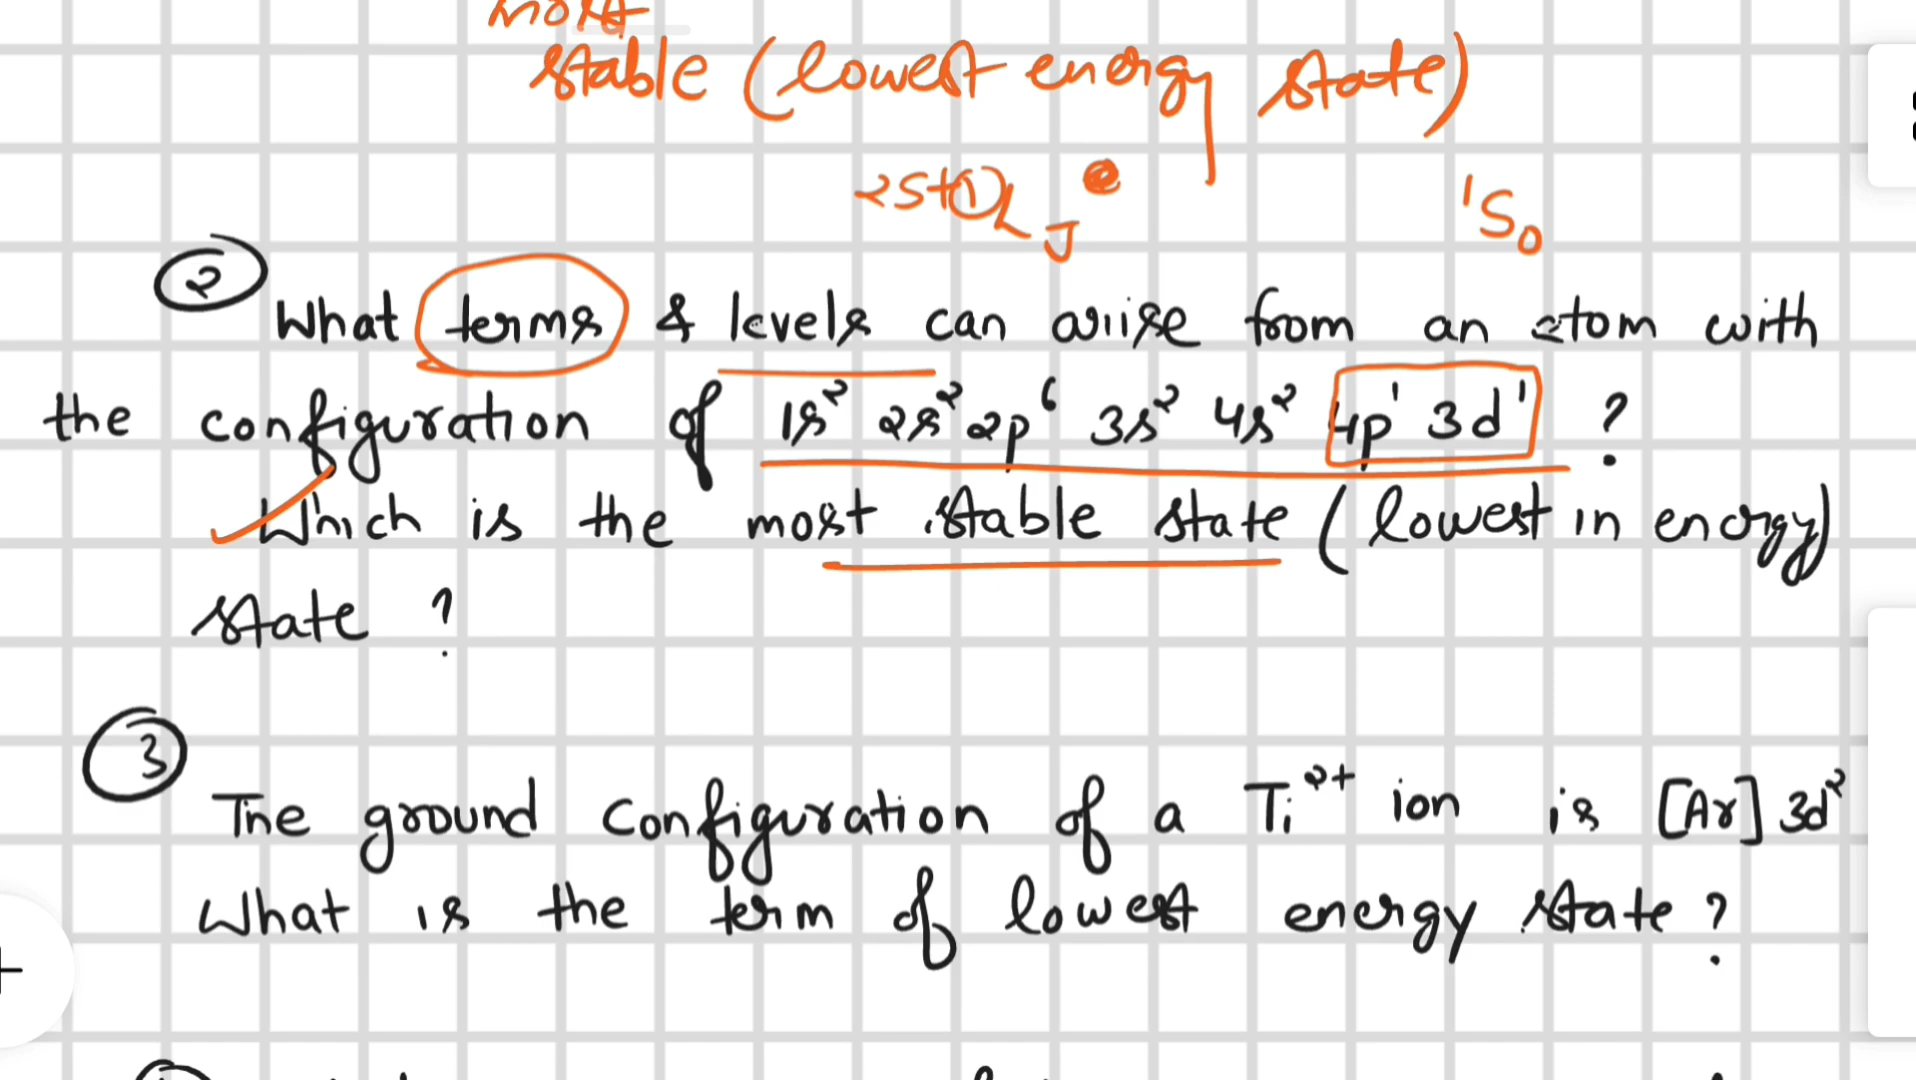 most
stable (lowest energy state)
2S+1 L J
¹S₀
② What terms & levels can arise from an atom with
the configuration of 1s² 2s² 2p⁶ 3s² 4s² 4p¹ 3d¹ ?
Which is the most stable state (lowest in energy)
state ?
③ The ground configuration of a Ti²⁺ ion is [Ar] 3d²
What is the term of lowest energy state ?